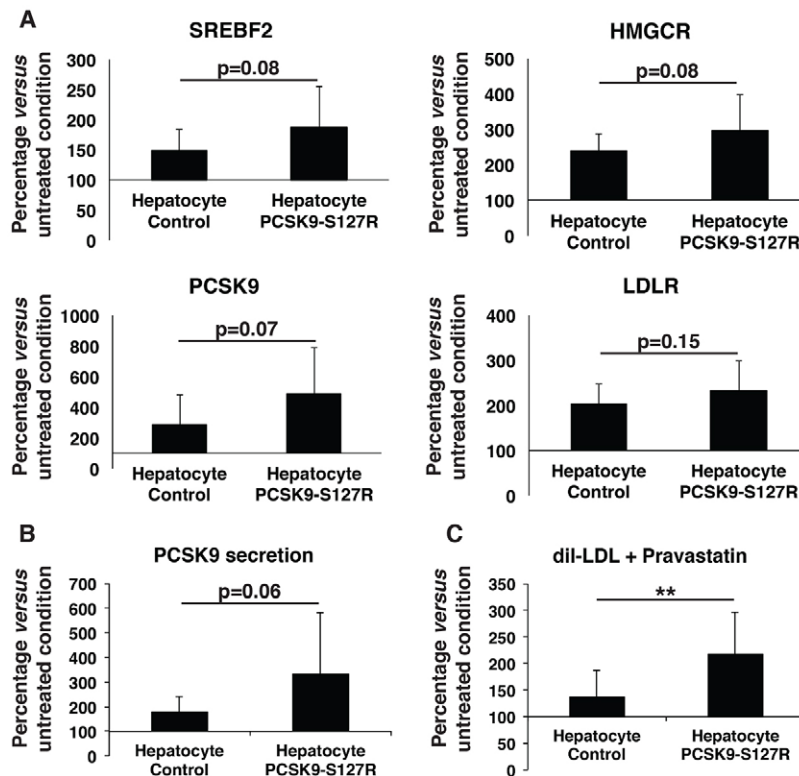 A
SREBF2
Percentage versus
untreated condition
300
250
200
150
100
50
0
p=0.08
Hepatocyte
Control
Hepatocyte
PCSK9-S127R
HMGCR
Percentage versus
untreated condition
500
400
300
200
100
0
p=0.08
Hepatocyte
Control
Hepatocyte
PCSK9-S127R
PCSK9
Percentage versus
untreated condition
1000
800
600
400
200
0
p=0.07
Hepatocyte
Control
Hepatocyte
PCSK9-S127R
LDLR
Percentage versus
untreated condition
400
300
200
100
0
p=0.15
Hepatocyte
Control
Hepatocyte
PCSK9-S127R
B
PCSK9 secretion
Percentage versus
untreated condition
700
600
500
400
300
200
100
0
p=0.06
Hepatocyte
Control
Hepatocyte
PCSK9-S127R
C
dil-LDL + Pravastatin
Percentage versus
untreated condition
350
300
250
200
150
100
50
0
**
Hepatocyte
Control
Hepatocyte
PCSK9-S127R